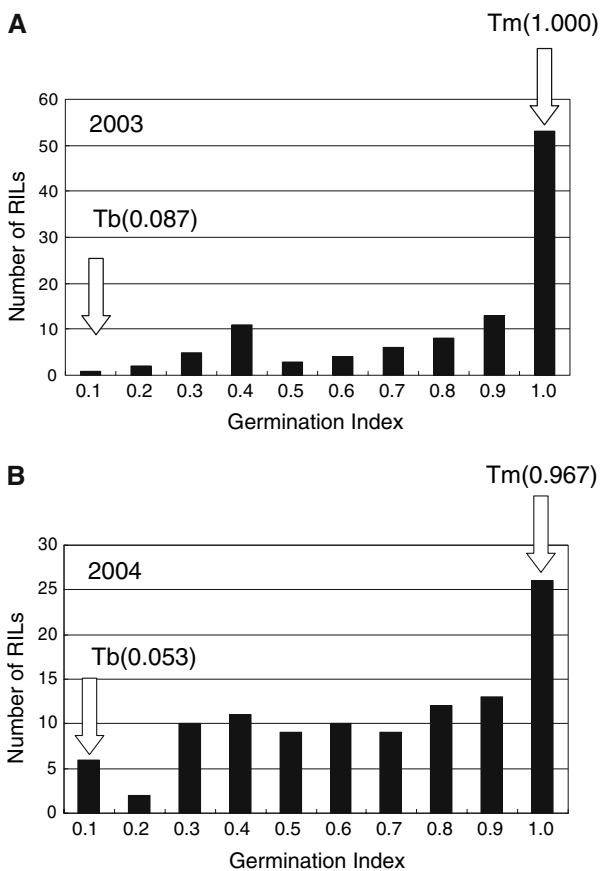 A
Tm(1.000)
60
2003
50
40
Tb(0.087)
30
20
10
0
Number of RILs
0.1 0.2 0.3 0.4 0.5 0.6 0.7 0.8 0.9 1.0
Germination Index
B
Tm(0.967)
30
2004
25
20
Tb(0.053)
15
10
5
0
Number of RILs
0.1 0.2 0.3 0.4 0.5 0.6 0.7 0.8 0.9 1.0
Germination Index